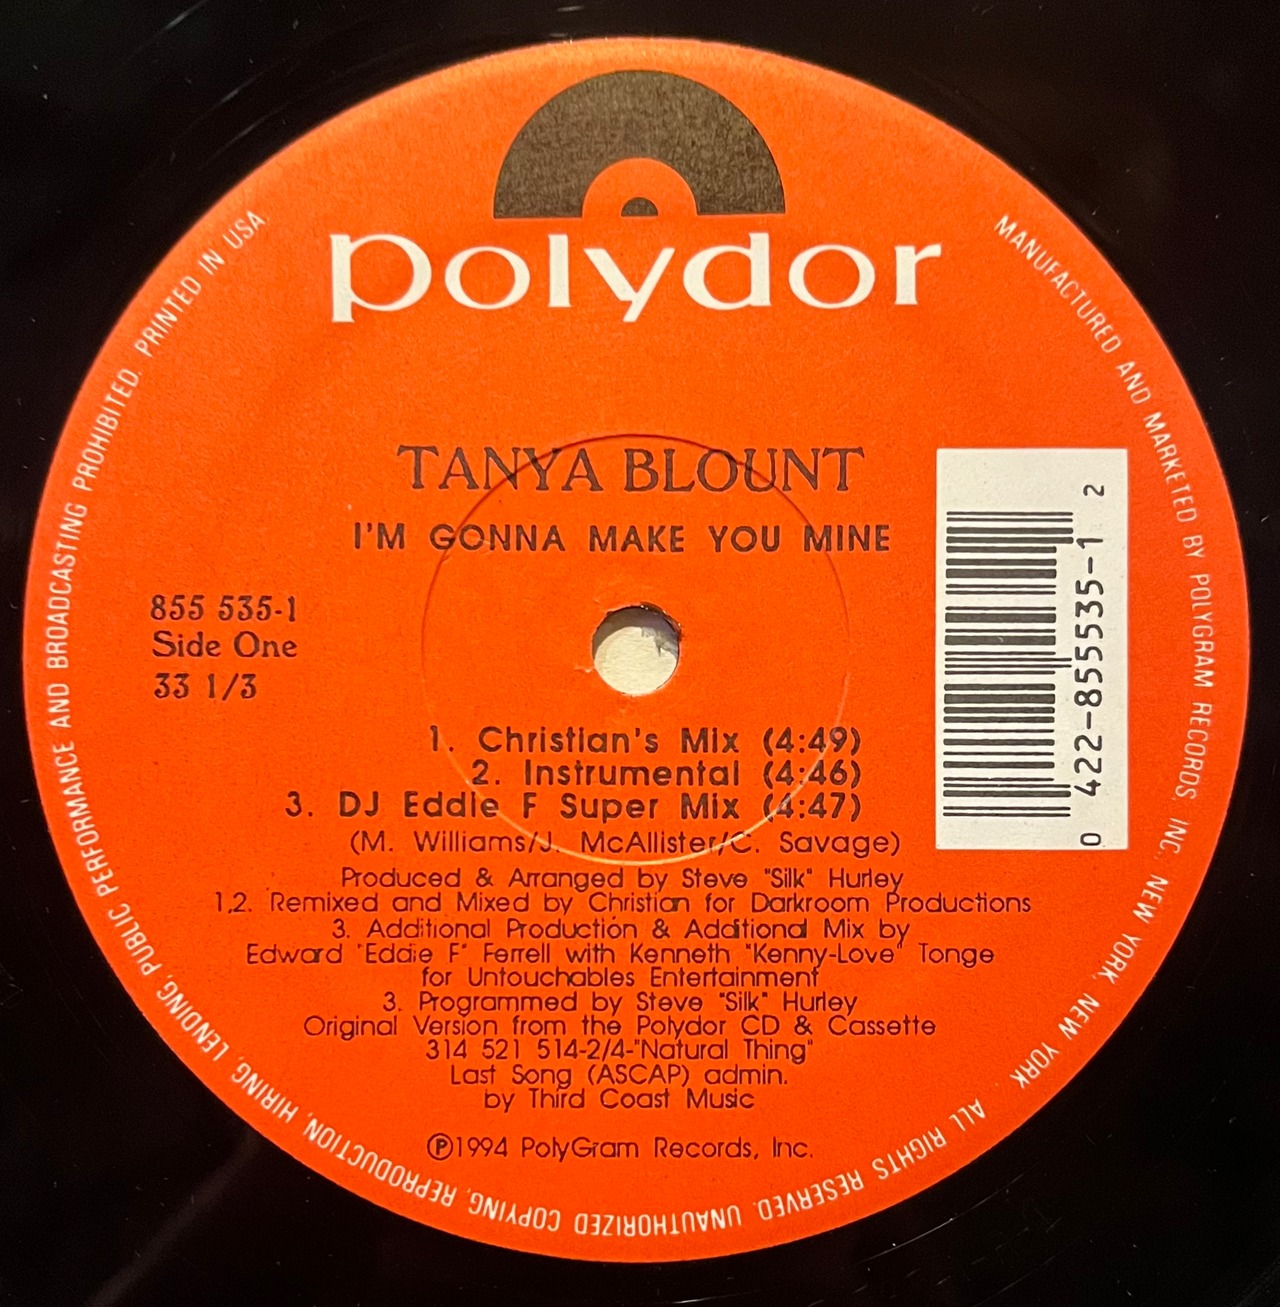 polydor
TANYA BLOUNT
I'M GONNA MAKE YOU MINE
855 535-1
Side One
33 1/3
1. Christian's Mix (4:49)
2. Instrumental (4:46)
3. DJ Eddie F Super Mix (4:47)
(M. Williams/J. McAllister/C. Savage)
Produced & Arranged by Steve "Silk" Hurley
1,2. Remixed and Mixed by Christian for Darkroom Productions
3. Additional Production & Additional Mix by
Edward "Eddie F" Ferrell with Kenneth "Kenny-Love" Tonge
for Untouchables Entertainment
3. Programmed by Steve "Silk" Hurley
Original Version from the Polydor CD & Cassette
314 521 514-2/4-"Natural Thing"
Last Song (ASCAP) admin.
by Third Coast Music
℗1994 PolyGram Records, Inc.
0 422-855535-1 2
MANUFACTURED AND MARKETED BY POLYGRAM RECORDS, INC., NEW YORK, NEW YORK ALL RIGHTS RESERVED. UNAUTHORIZED COPYING, REPRODUCTION, HIRING, LENDING, PUBLIC PERFORMANCE AND BROADCASTING PROHIBITED. PRINTED IN USA